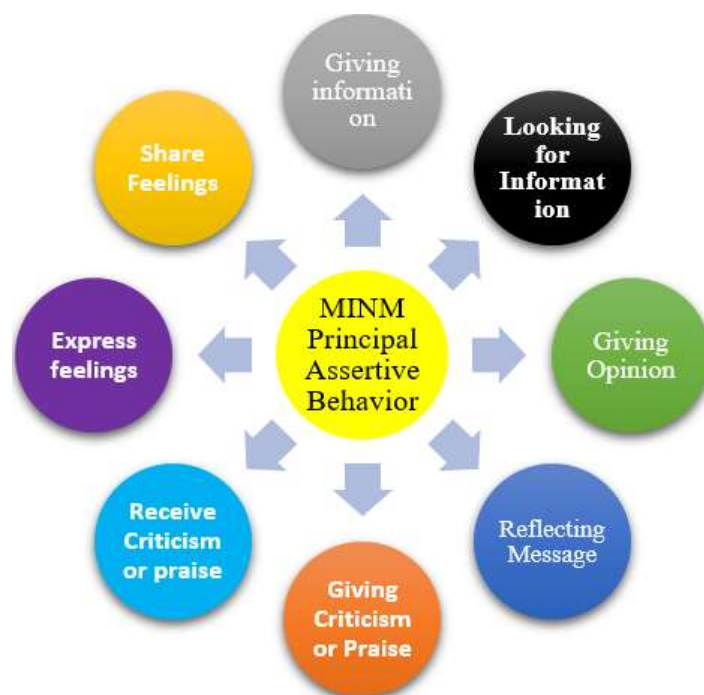 Giving
informati
on
Looking
for
Informat
ion
Giving
Opinion
Reflecting
Message
Giving
Criticism
or Praise
Receive
Criticism
or praise
Express
feelings
Share
Feelings
MINM
Principal
Assertive
Behavior